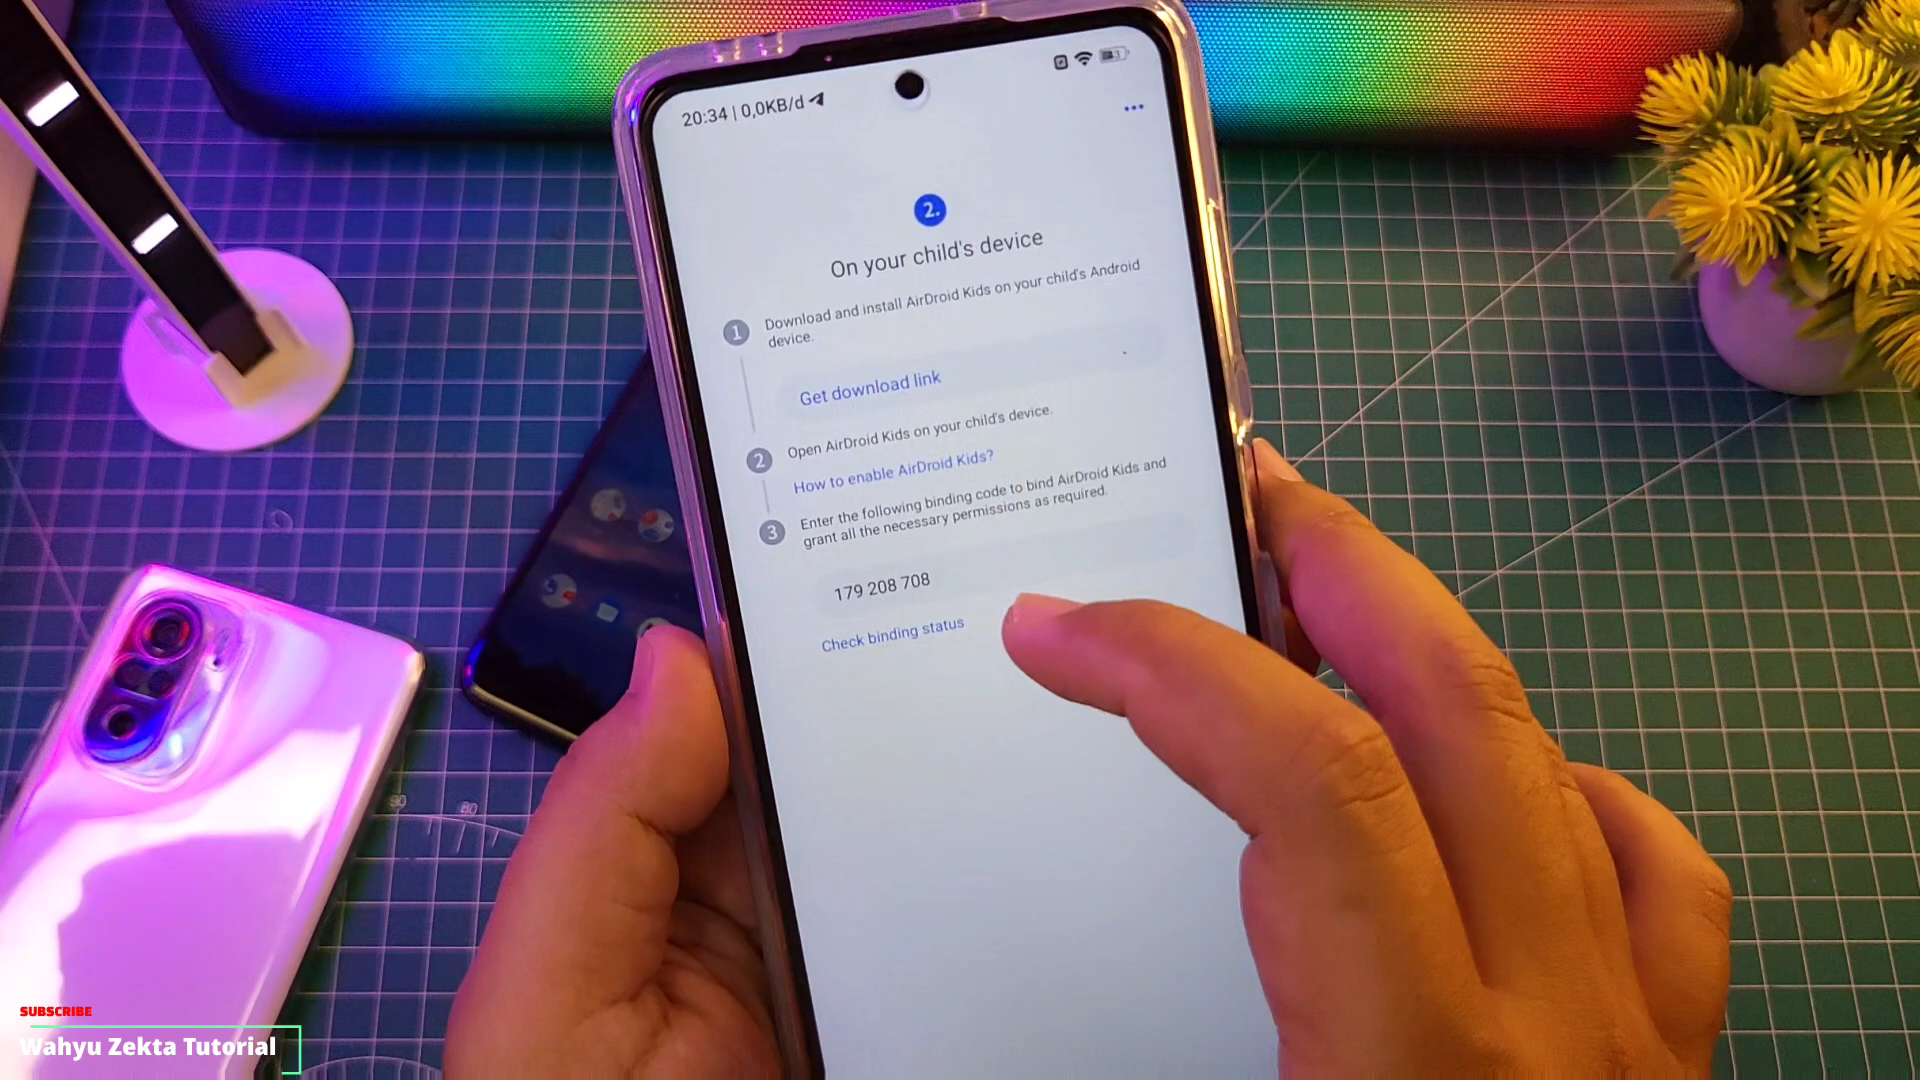 20:34 | 0,0KB/d
2.
On your child's device
1
Download and install AirDroid Kids on your child's Android
device.
Get download link
2
Open AirDroid Kids on your child's device.
How to enable AirDroid Kids?
3
Enter the following binding code to bind AirDroid Kids and
grant all the necessary permissions as required.
179 208 708
Check binding status
80
SUBSCRIBE
Wahyu Zekta Tutorial